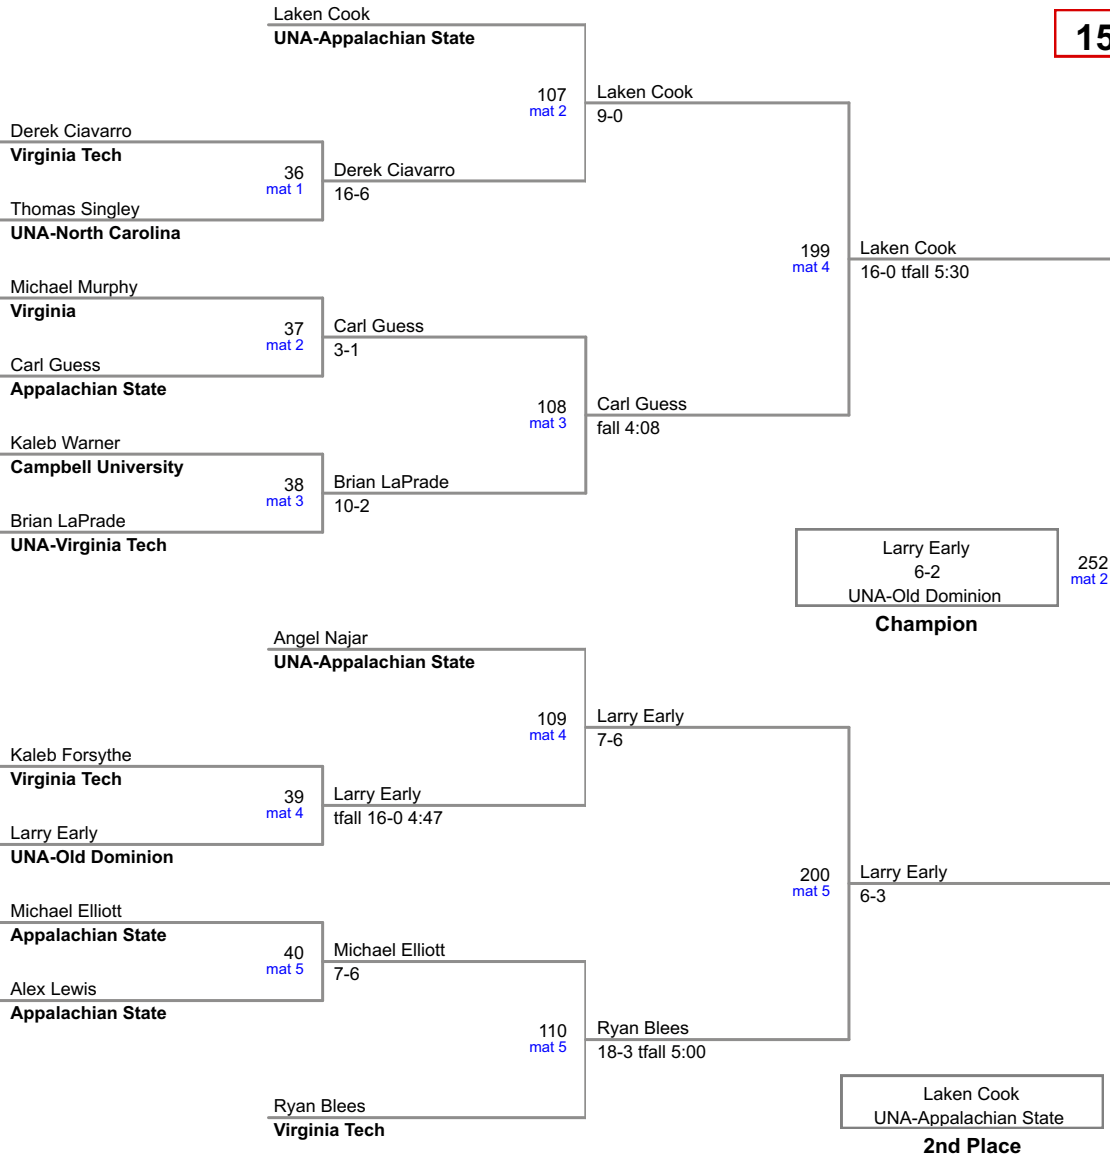 Laken Cook
UNA-Appalachian State
15
107
mat 2
Laken Cook
9-0
Derek Ciavarro
Virginia Tech
36
mat 1
Derek Ciavarro
16-6
Thomas Singley
UNA-North Carolina
199
mat 4
Laken Cook
16-0 tfall 5:30
Michael Murphy
Virginia
37
mat 2
Carl Guess
3-1
Carl Guess
Appalachian State
108
mat 3
Carl Guess
fall 4:08
Kaleb Warner
Campbell University
38
mat 3
Brian LaPrade
10-2
Brian LaPrade
UNA-Virginia Tech
Larry Early
6-2
UNA-Old Dominion
252
mat 2
Champion
Angel Najar
UNA-Appalachian State
109
mat 4
Larry Early
7-6
Kaleb Forsythe
Virginia Tech
39
mat 4
Larry Early
tfall 16-0 4:47
Larry Early
UNA-Old Dominion
200
mat 5
Larry Early
6-3
Michael Elliott
Appalachian State
40
mat 5
Michael Elliott
7-6
Alex Lewis
Appalachian State
110
mat 5
Ryan Blees
18-3 tfall 5:00
Ryan Blees
Virginia Tech
Laken Cook
UNA-Appalachian State
2nd Place